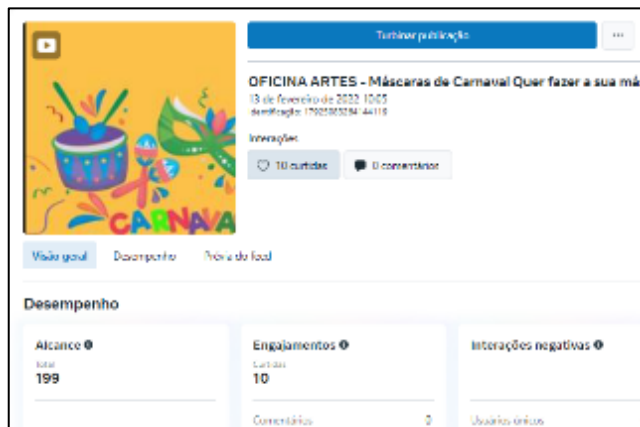 Turbinar publicação
OFICINA ARTES - Máscaras de Carnaval Quer fazer a sua má
13 de fevereiro de 2022 10:05
Interações
10 curtidas
0 comentários
CARNAVA
Visão geral
Desempenho
Prévia do feed
Desempenho
Alcance
Total
199
Engajamentos
Curtidas
10
Comentários 0
Interações negativas
Usuários únicos